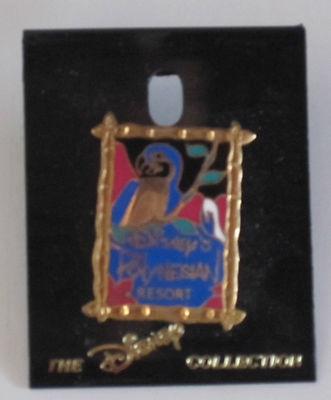 Disney's
POLYNESIAN
RESORT
THE Disney COLLECTION